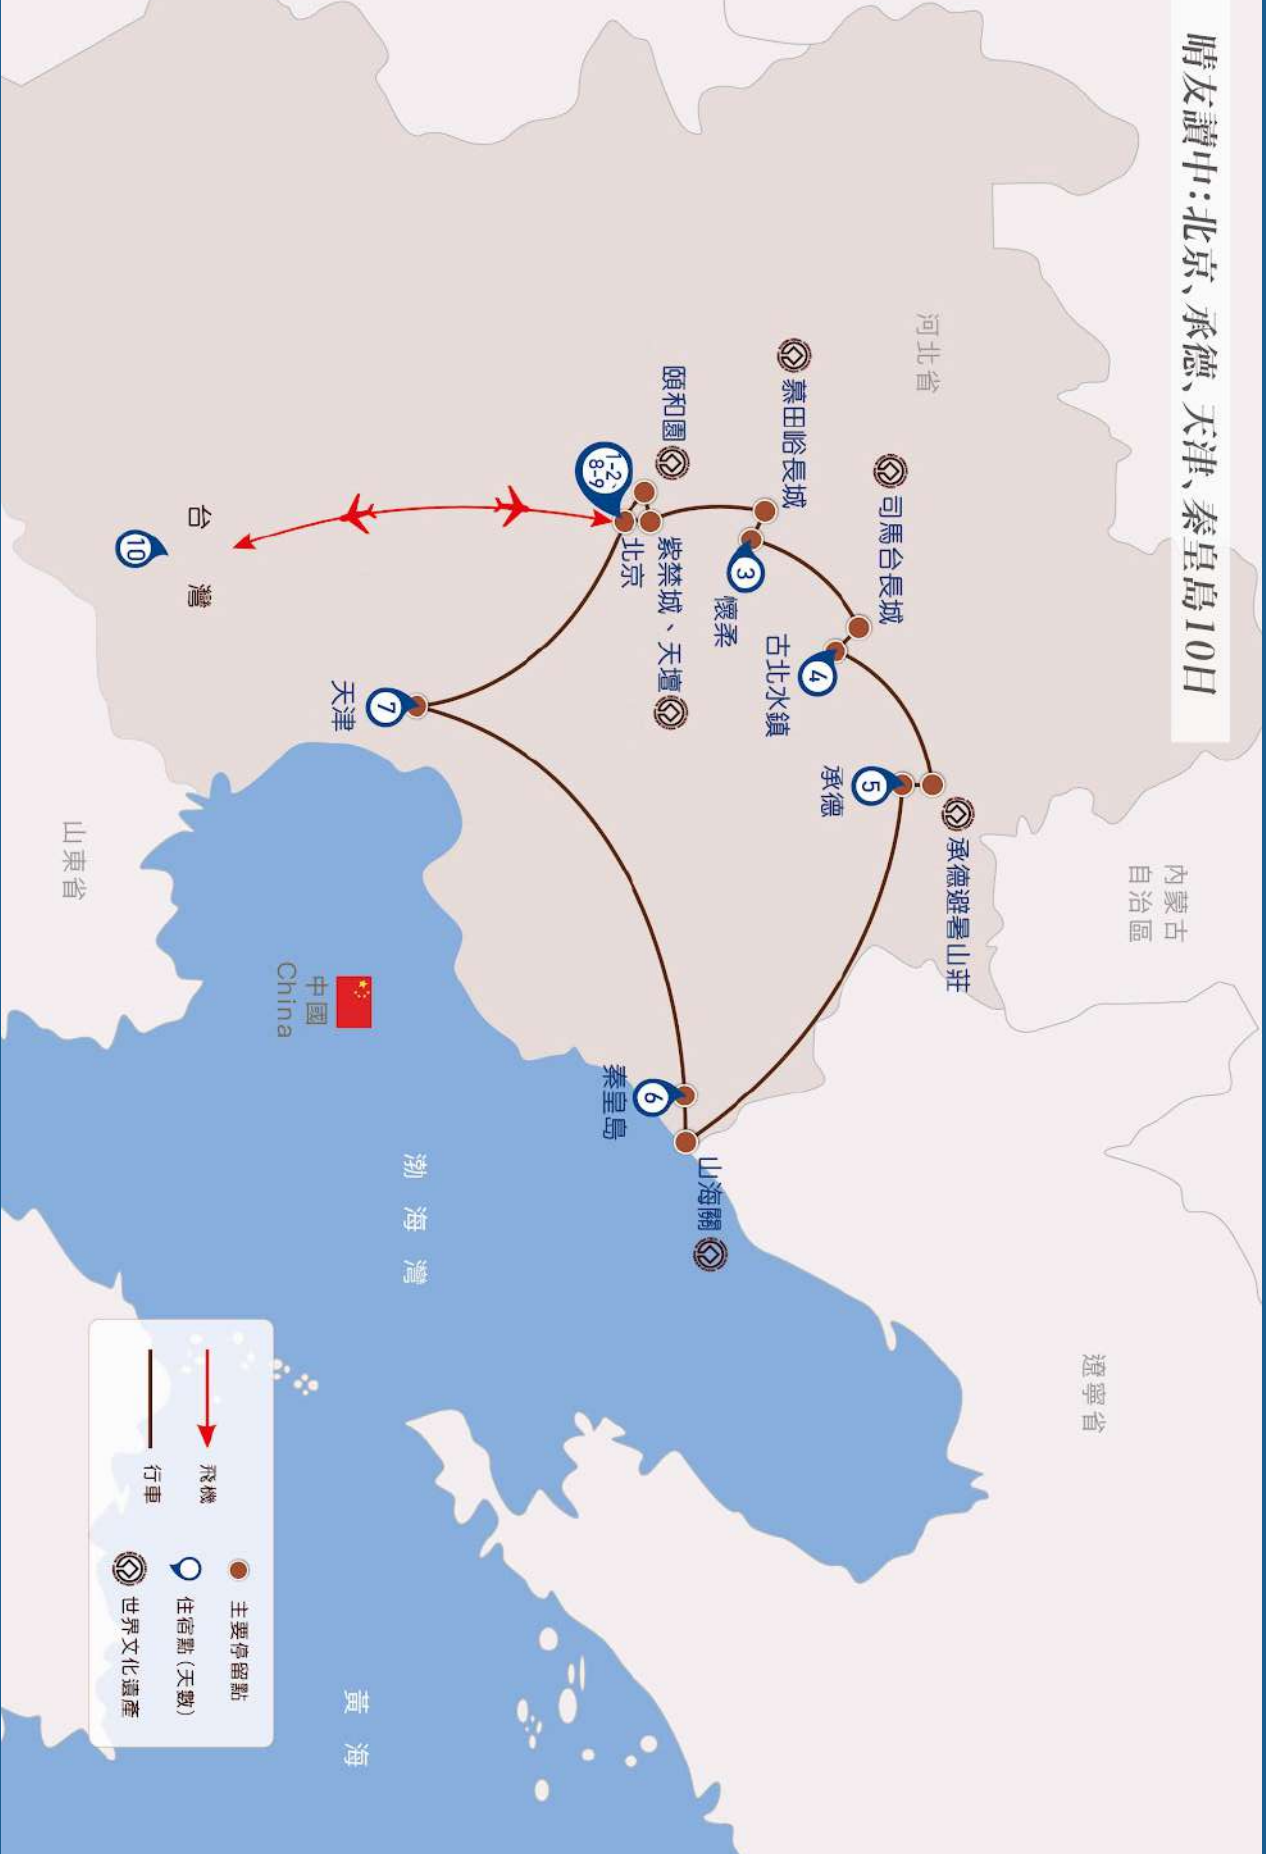 晴友讀中：北京、承德、天津、秦皇島10日
內蒙古
自治區
河北省
遼寧省
山東省
承德避暑山莊
司馬台長城
慕田峪長城
承德
5
古北水鎮
4
懷柔
3
頤和園
紫禁城、天壇
北京
1-2、
8-9
山海關
秦皇島
6
天津
7
中國
China
渤海灣
黃海
台灣
10
飛機
行車
主要停留點
住宿點(天數)
世界文化遺產